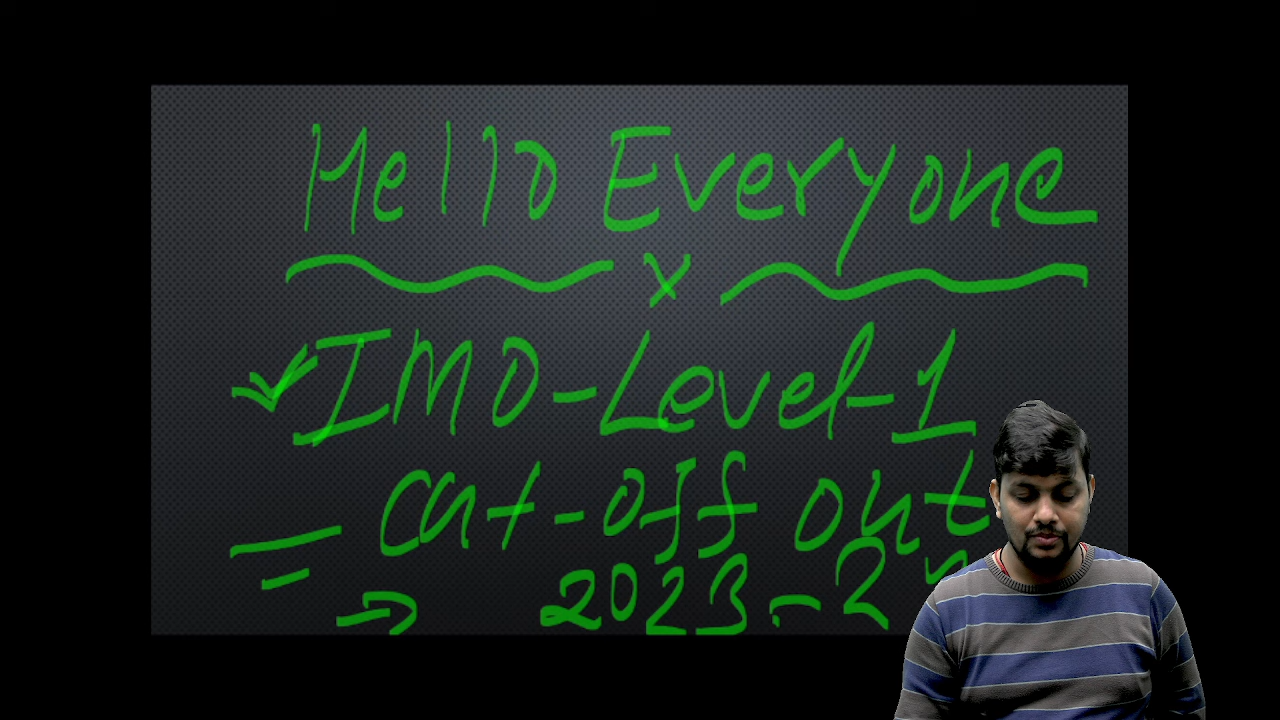 Hello Everyone
x
✓ IMO-Level-1
= Cut-off out
→ 2023-2